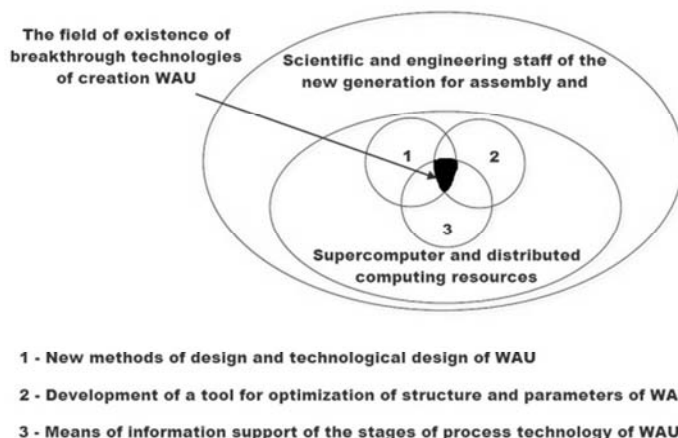 The field of existence of
breakthrough technologies
of creation WAU
Scientific and engineering staff of the
new generation for assembly and
1
2
3
Supercomputer and distributed
computing resources
1 - New methods of design and technological design of WAU
2 - Development of a tool for optimization of structure and parameters of WA
3 - Means of information support of the stages of process technology of WAU